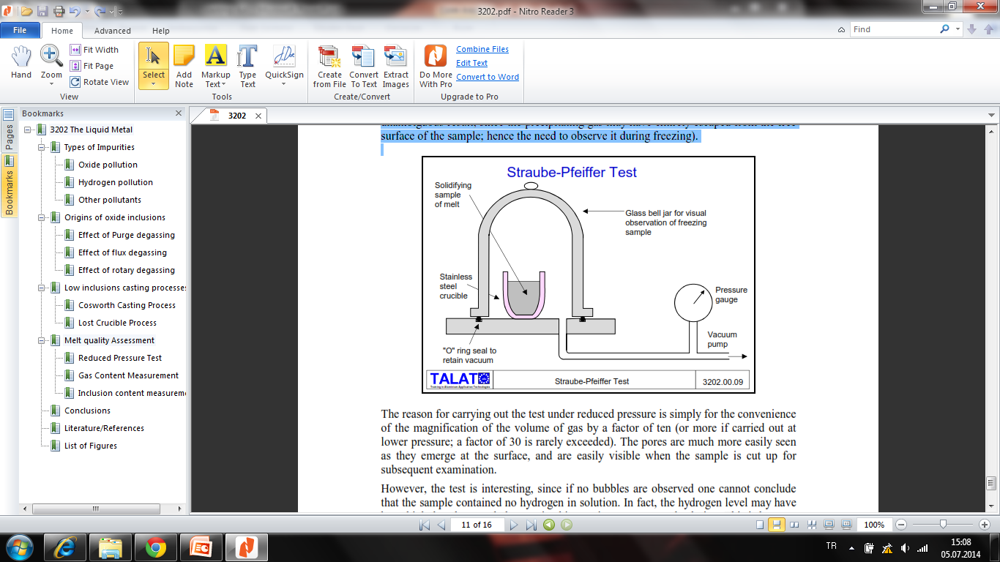 3202.pdf - Nitro Reader 3
File
Home
Advanced
Help
Find
Hand
Zoom
Fit Width
Fit Page
Rotate View
View
Select
Add
Note
Markup
Text
Type
Text
QuickSign
Tools
Create
from File
Convert
To Text
Extract
Images
Create/Convert
Do More
With Pro
Combine Files
Edit Text
Convert to Word
Upgrade to Pro
Pages
Bookmarks
Bookmarks
3202 The Liquid Metal
Types of Impurities
Oxide pollution
Hydrogen pollution
Other pollutants
Origins of oxide inclusions
Effect of Purge degassing
Effect of flux degassing
Effect of rotary degassing
Low inclusions casting processes
Cosworth Casting Process
Lost Crucible Process
Melt quality Assessment
Reduced Pressure Test
Gas Content Measurement
Inclusion content measurem
Conclusions
Literature/References
List of Figures
3202
surface of the sample; hence the need to observe it during freezing).
Straube-Pfeiffer Test
Solidifying
sample
of melt
Glass bell jar for visual
observation of freezing
sample
Stainless
steel
crucible
Pressure
gauge
Vacuum
pump
"O" ring seal to
retain vacuum
TALAT
Training in Aluminium Application Technologies
Straube-Pfeiffer Test
3202.00.09
The reason for carrying out the test under reduced pressure is simply for the convenience
of the magnification of the volume of gas by a factor of ten (or more if carried out at
lower pressure; a factor of 30 is rarely exceeded). The pores are much more easily seen
as they emerge at the surface, and are easily visible when the sample is cut up for
subsequent examination.
However, the test is interesting, since if no bubbles are observed one cannot conclude
that the sample contained no hydrogen in solution. In fact, the hydrogen level may have
11 of 16
100%
TR
15:08
05.07.2014